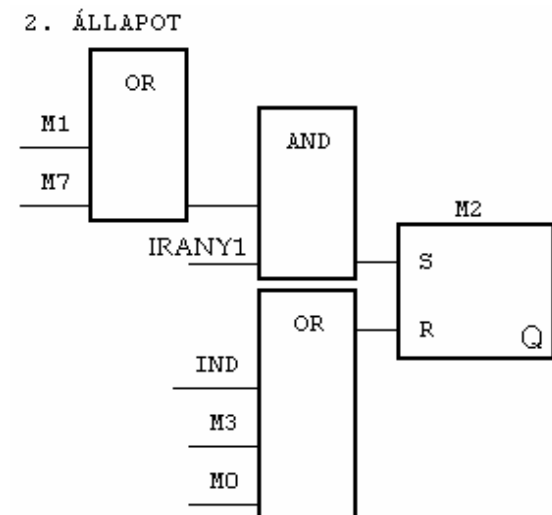 2. ÁLLAPOT
OR
M1
AND
M7
M2
IRANY1
S
OR
R
Q
IND
M3
M0